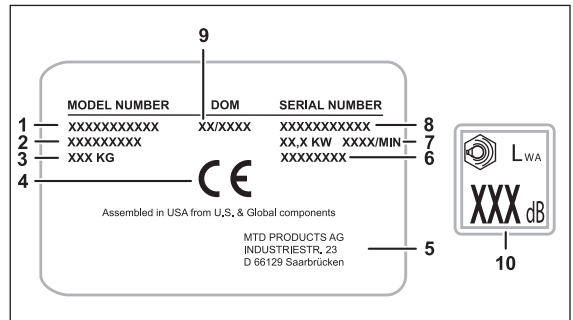 9
MODEL NUMBER DOM SERIAL NUMBER
1 XXXXXXXXXXX XX/XXXX XXXXXXXXXXX 8
2 XXXXXXXXX XX,X KW XXXX/MIN 7
3 XXX KG XXXXXXXX 6
4 CE
Assembled in USA from U.S. & Global components
MTD PRODUCTS AG
INDUSTRIESTR. 23 5
D 66129 Saarbrücken
LWA
XXX dB
10